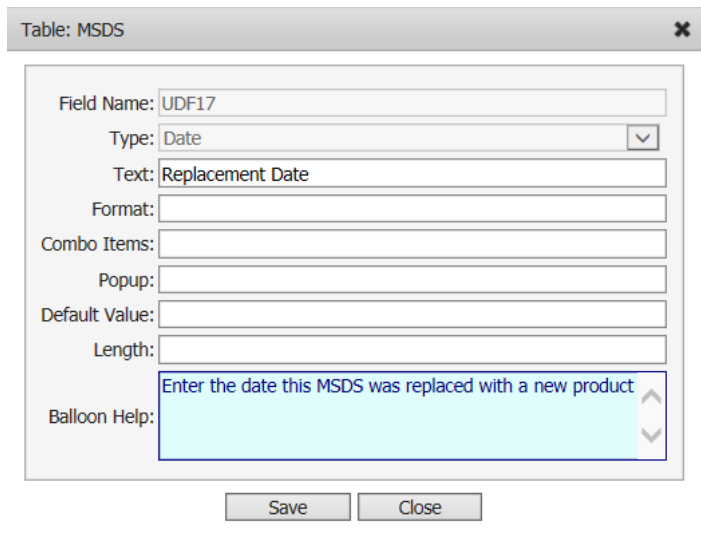 Table: MSDS
Field Name: UDF17
Type: Date
Text: Replacement Date
Format:
Combo Items:
Popup:
Default Value:
Length:
Balloon Help: Enter the date this MSDS was replaced with a new product
Save Close